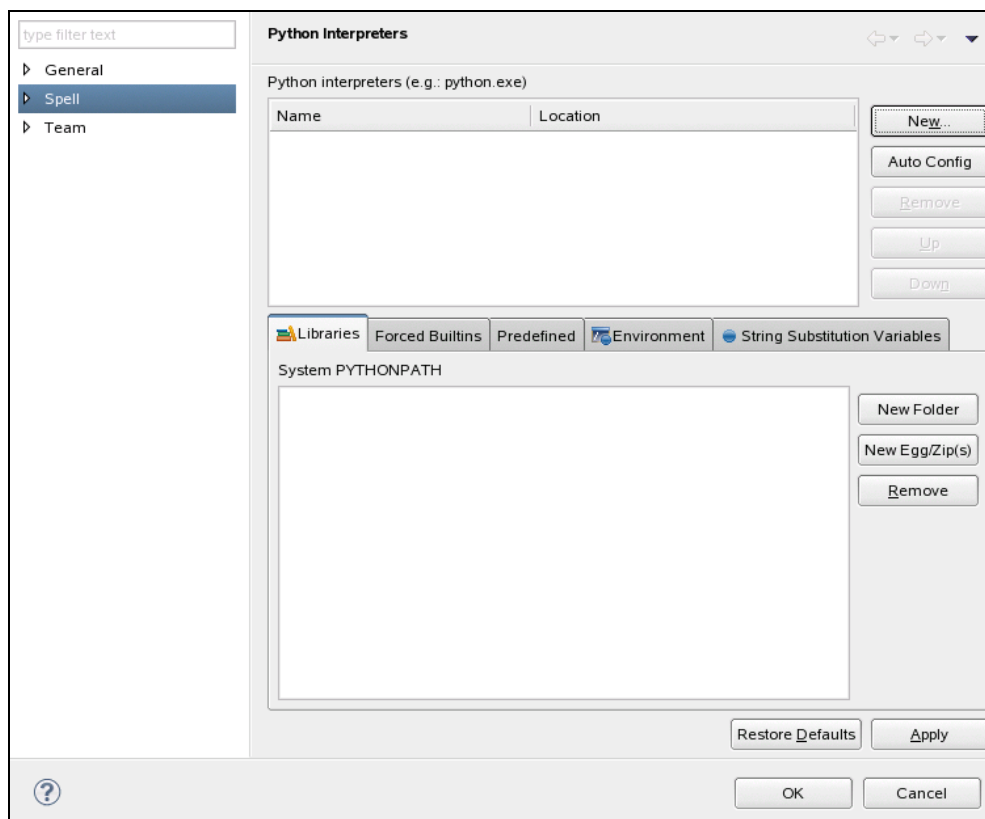 type filter text
General
Spell
Team
Python Interpreters
Python interpreters (e.g.: python.exe)
Name Location
New...
Auto Config
Remove
Up
Down
Libraries Forced Builtins Predefined Environment String Substitution Variables
System PYTHONPATH
New Folder
New Egg/Zip(s)
Remove
Restore Defaults Apply
OK Cancel